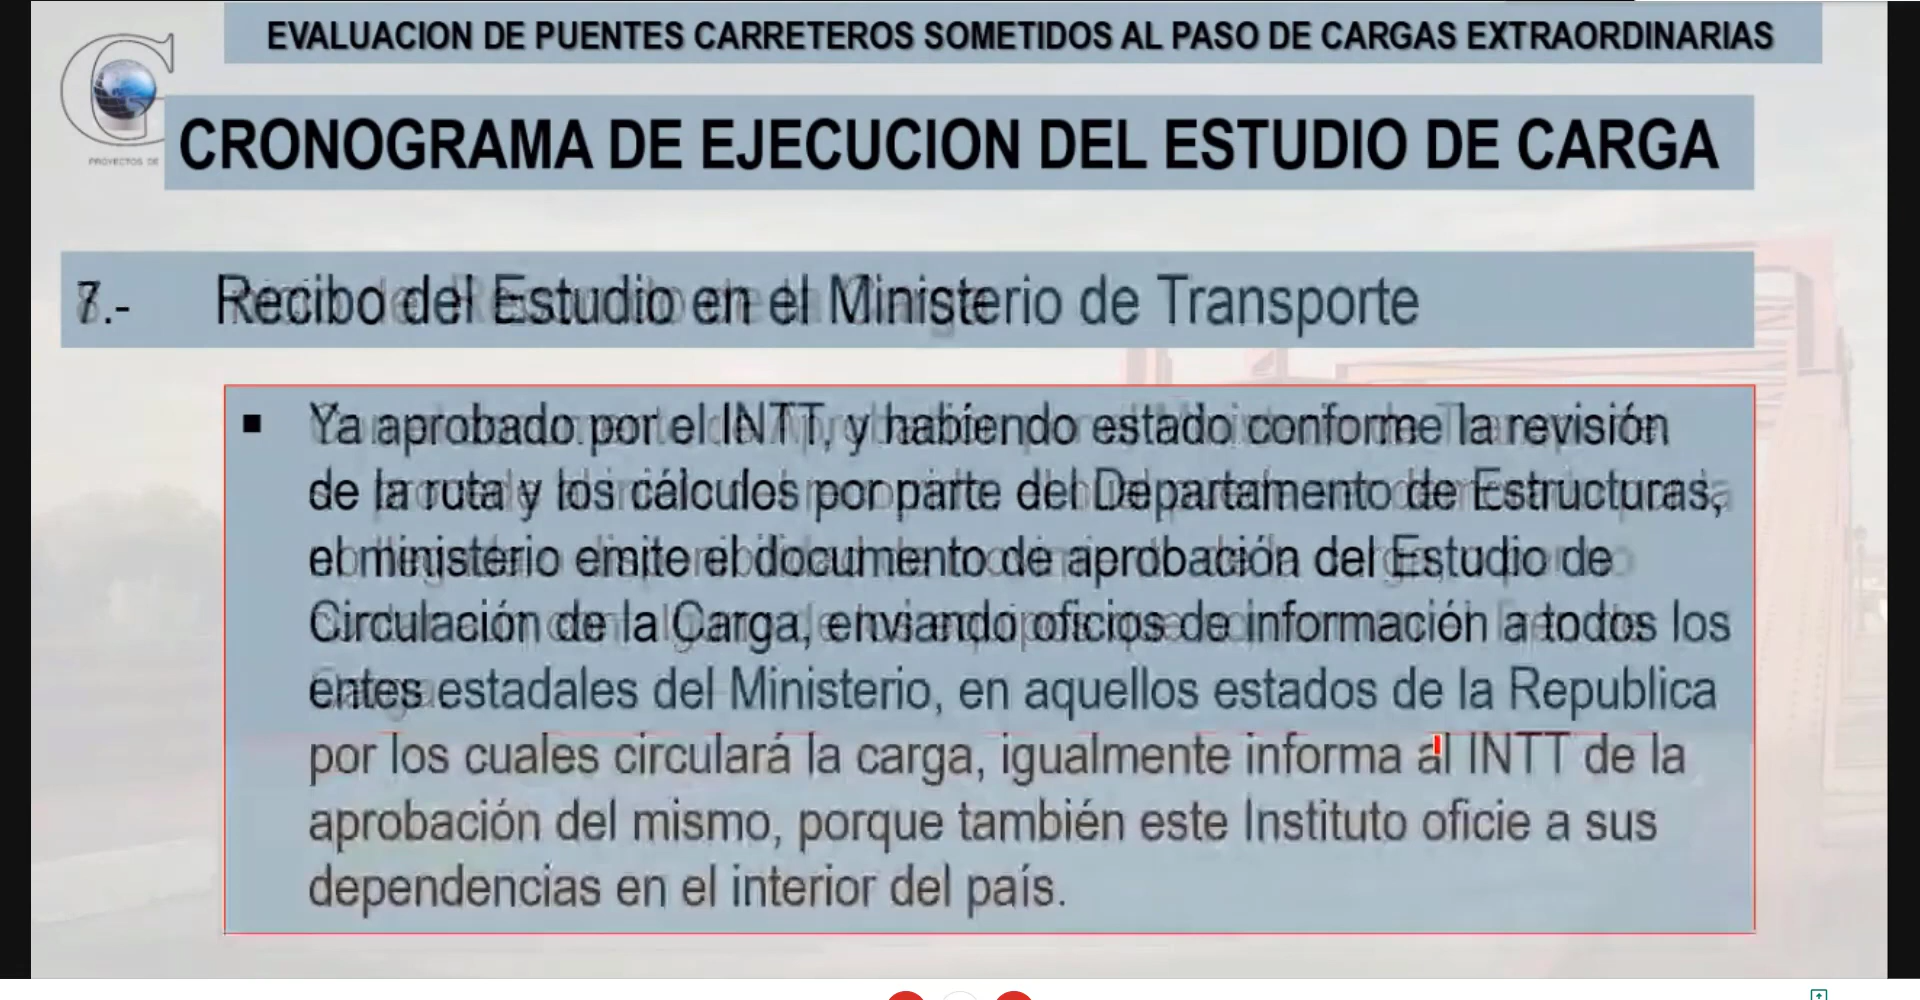 EVALUACION DE PUENTES CARRETEROS SOMETIDOS AL PASO DE CARGAS EXTRAORDINARIAS
PROYECTOS DE
CRONOGRAMA DE EJECUCION DEL ESTUDIO DE CARGA
7.- Recibo del Estudio en el Ministerio de Transporte
▪ Ya aprobado por el INTT, y habiendo estado conforme la revisión
de la ruta y los cálculos por parte del Departamento de Estructuras,
el ministerio emite el documento de aprobación del Estudio de
Circulación de la Carga, enviando oficios de información a todos los
entes estadales del Ministerio, en aquellos estados de la Republica
por los cuales circulará la carga, igualmente informa al INTT de la
aprobación del mismo, porque también este Instituto oficie a sus
dependencias en el interior del país.